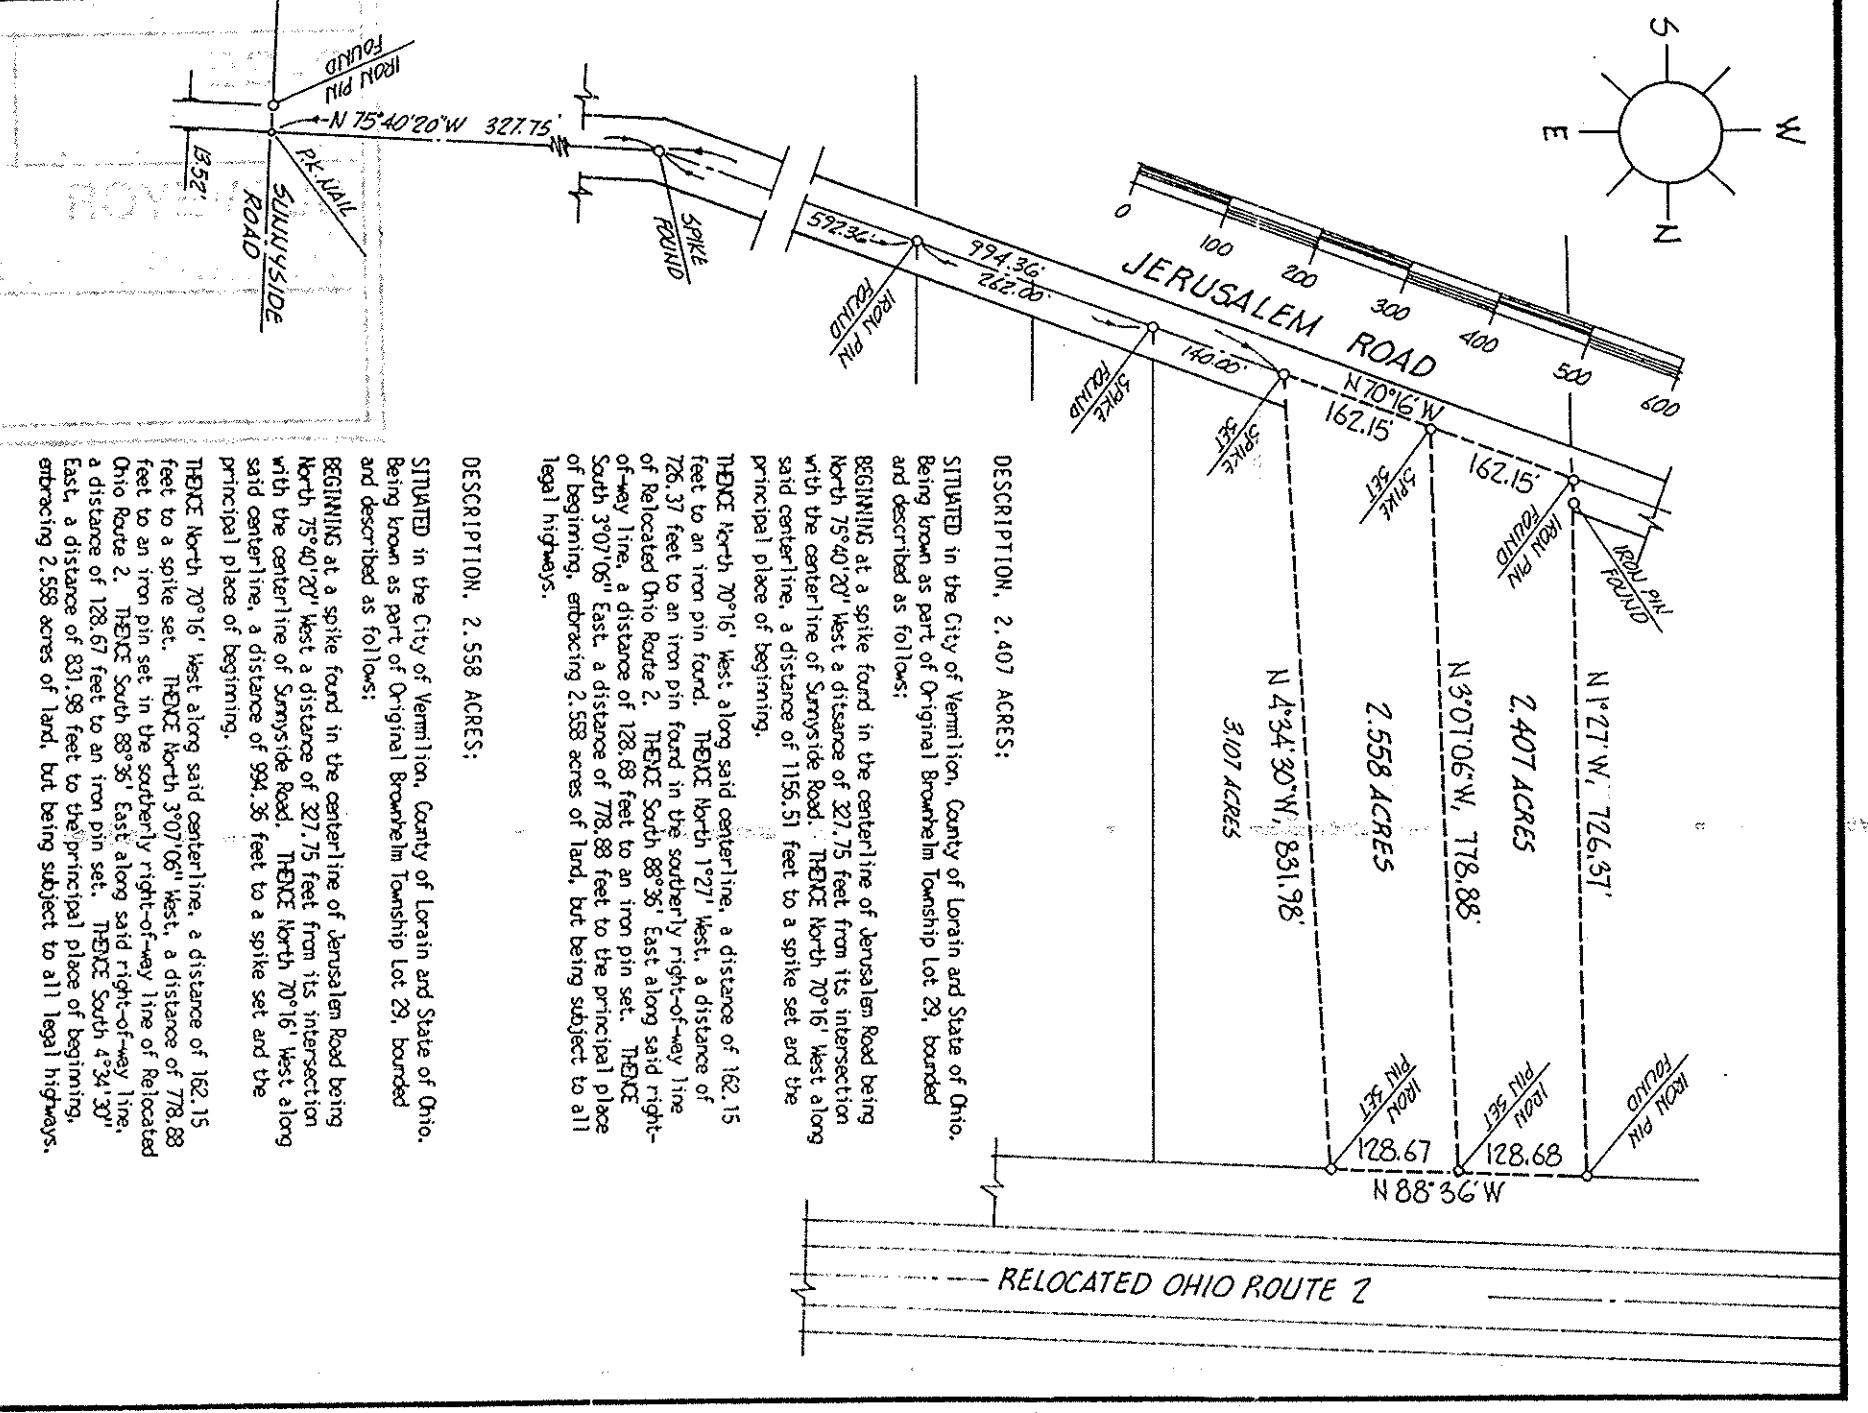 S
W
E
N
IRON PIN
FOUND
N 75°40'20"W 327.75'
P.K. NAIL
13.52'
SUNNYSIDE
ROAD
SPIKE
FOUND
592.36'
994.36'
262.00'
IRON PIN
FOUND
JERUSALEM ROAD
0
100
200
300
400
500
600
140.00'
SPIKE
FOUND
SPIKE
SET
N 70°16' W
162.15'
SPIKE
SET
162.15'
IRON PIN
FOUND
IRON PIN
FOUND
N 1°27' W, 726.37'
2.407 ACRES
N 3°07'06"W, 778.88'
2.558 ACRES
N 4°34'30"W, 831.98'
3.107 ACRES
IRON
PIN SET
IRON
PIN SET
IRON PIN
FOUND
128.67
128.68
N 88°36' W
RELOCATED OHIO ROUTE 2
DESCRIPTION, 2.407 ACRES:
SITUATED in the City of Vermilion, County of Lorain and State of Ohio.
Being known as part of Original Brownhelm Township Lot 29, bounded
and described as follows:
BEGINNING at a spike found in the centerline of Jerusalem Road being
North 75°40'20" West a ditsance of 327.75 feet from its intersection
with the centerline of Sunnyside Road. THENCE North 70°16' West along
said centerline, a distance of 1156.51 feet to a spike set and the
principal place of beginning.
THENCE North 70°16' West along said centerline, a distance of 162.15
feet to an iron pin found. THENCE North 1°27' West, a distance of
726.37 feet to an iron pin found in the southerly right-of-way line
of Relocated Ohio Route 2. THENCE South 88°36' East along said right-
of-way line, a distance of 128.68 feet to an iron pin set. THENCE
South 3°07'06" East, a distance of 778.88 feet to the principal place
of beginning, embracing 2.558 acres of land, but being subject to all
legal highways.
DESCRIPTION, 2.558 ACRES:
SITUATED in the City of Vermilion, County of Lorain and State of Ohio.
Being known as part of Original Brownhelm Township Lot 29, bounded
and described as follows:
BEGINNING at a spike found in the centerline of Jerusalem Road being
North 75°40'20" West a distance of 327.75 feet from its intersection
with the centerline of Sunnyside Road. THENCE North 70°16' West along
said centerline, a distance of 994.36 feet to a spike set and the
principal place of beginning.
THENCE North 70°16' West along said centerline, a distance of 162.15
feet to a spike set. THENCE North 3°07'06" West, a distance of 778.88
feet to an iron pin set in the southerly right-of-way line of Relocated
Ohio Route 2. THENCE South 88°36' East along said right-of-way line,
a distance of 128.67 feet to an iron pin set. THENCE South 4°34'30"
East, a distance of 831.98 feet to the principal place of beginning,
embracing 2.558 acres of land, but being subject to all legal highways.